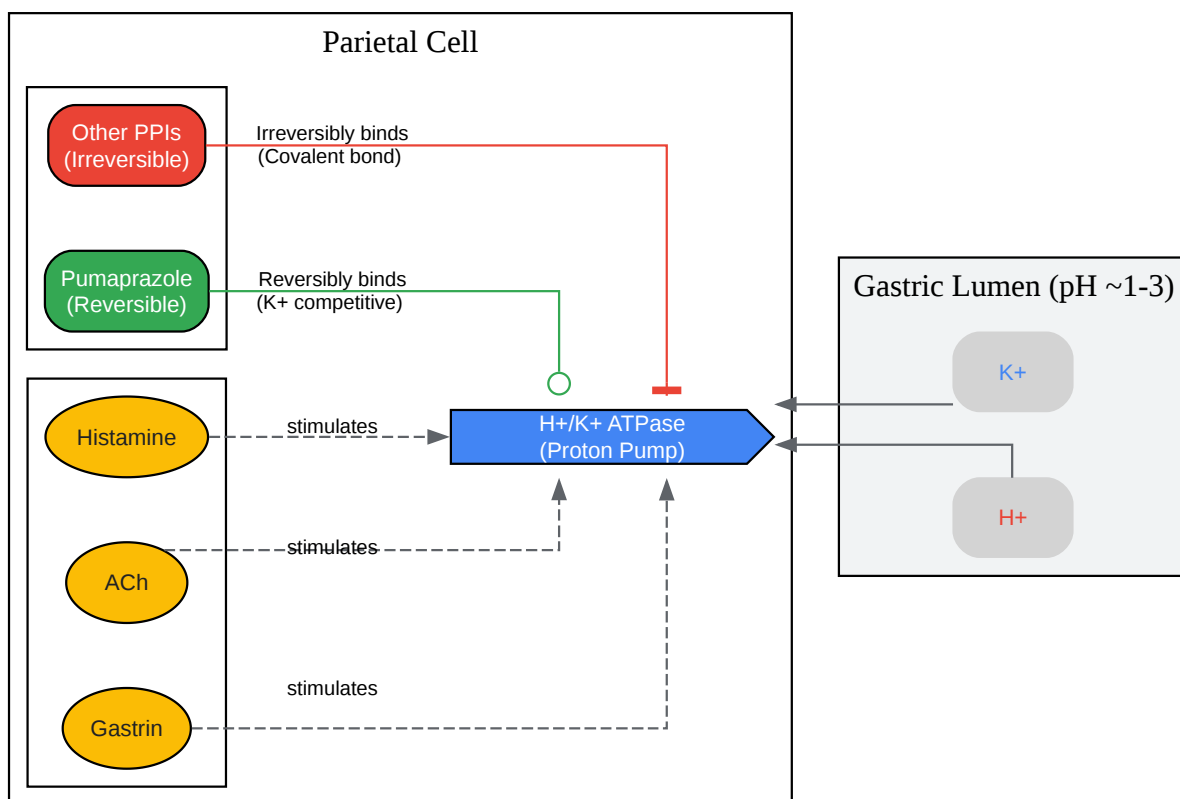 Parietal Cell
Other PPIs
(Irreversible)
Irreversibly binds
(Covalent bond)
Pumaprazole
(Reversible)
Reversibly binds
(K+ competitive)
Gastric Lumen (pH ~1-3)
K+
Histamine
stimulates
H+/K+ ATPase
(Proton Pump)
H+
stimulates
ACh
stimulates
Gastrin